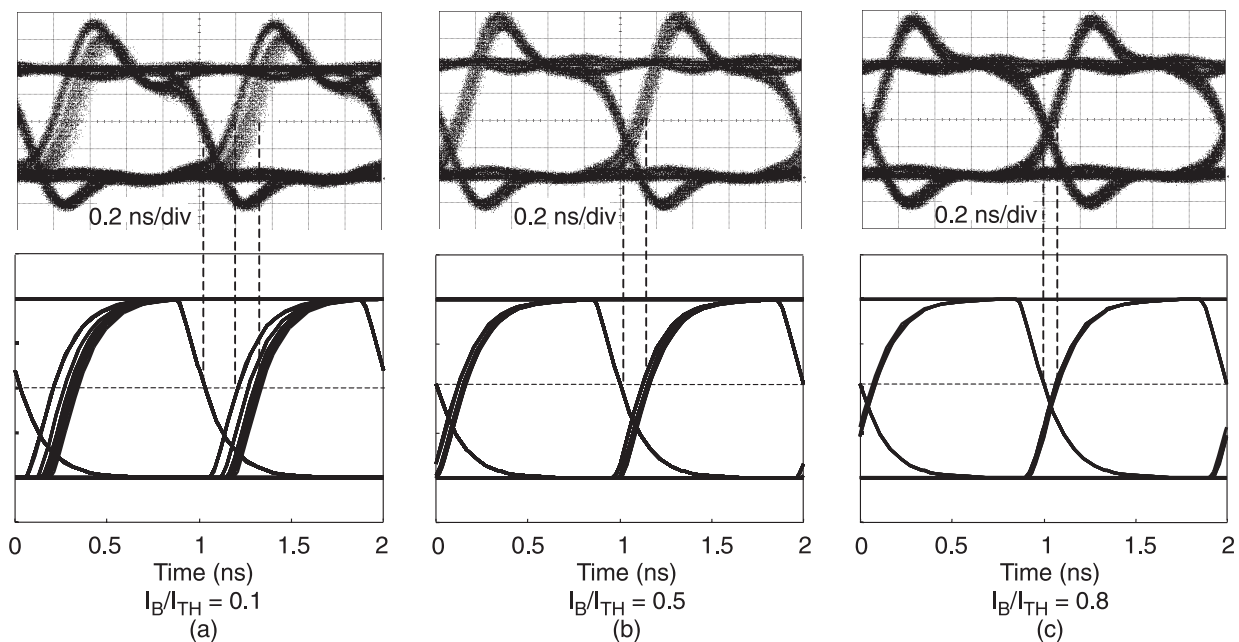 (a)
(b)
(c)
0.2 ns/div
0.2 ns/div
0.2 ns/div
0 0.5 1 1.5 2
0 0.5 1 1.5 2
0 0.5 1 1.5 2
Time (ns)
Time (ns)
Time (ns)
I_B/I_TH = 0.1
I_B/I_TH = 0.5
I_B/I_TH = 0.8
(a)
(b)
(c)